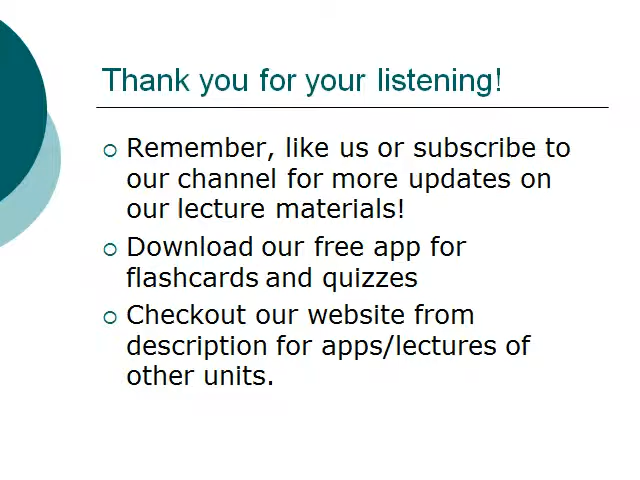 Thank you for your listening!
Remember, like us or subscribe to
our channel for more updates on
our lecture materials!
Download our free app for
flashcards and quizzes
Checkout our website from
description for apps/lectures of
other units.